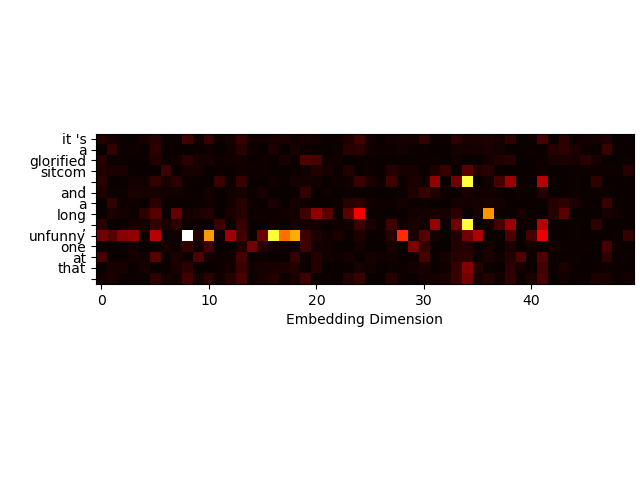 it 's
a
glorified
sitcom
and
a
long
unfunny
one
at
that
0 10 20 30 40
Embedding Dimension